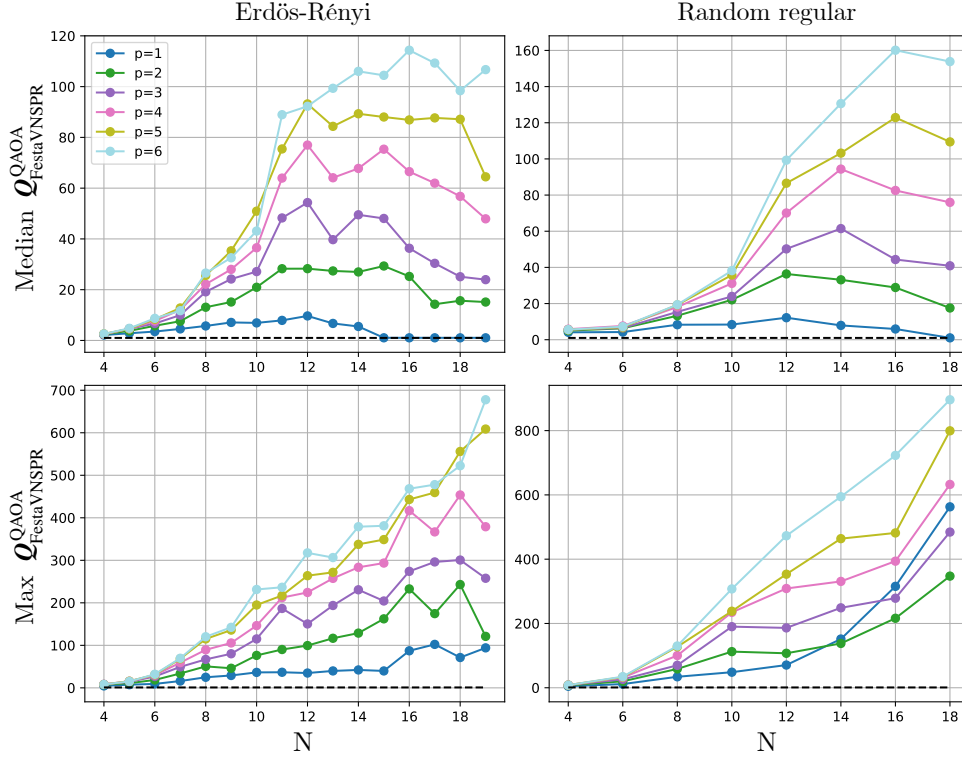 Erdös-Rényi
Random regular
Median Q^QAOA_FestaVNSPR
120
100
80
60
40
20
0
p=1
p=2
p=3
p=4
p=5
p=6
4 6 8 10 12 14 16 18
160
140
120
100
80
60
40
20
0
4 6 8 10 12 14 16 18
Max Q^QAOA_FestaVNSPR
700
600
500
400
300
200
100
0
4 6 8 10 12 14 16 18
N
800
600
400
200
0
4 6 8 10 12 14 16 18
N